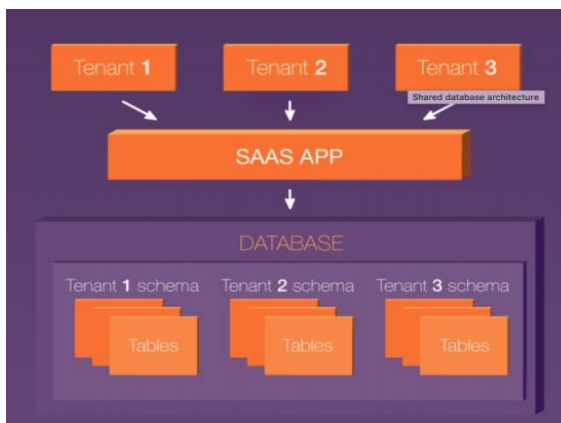 Tenant 1
Tenant 2
Tenant 3
Shared database architecture
SAAS APP
DATABASE
Tenant 1 schema
Tenant 2 schema
Tenant 3 schema
Tables
Tables
Tables